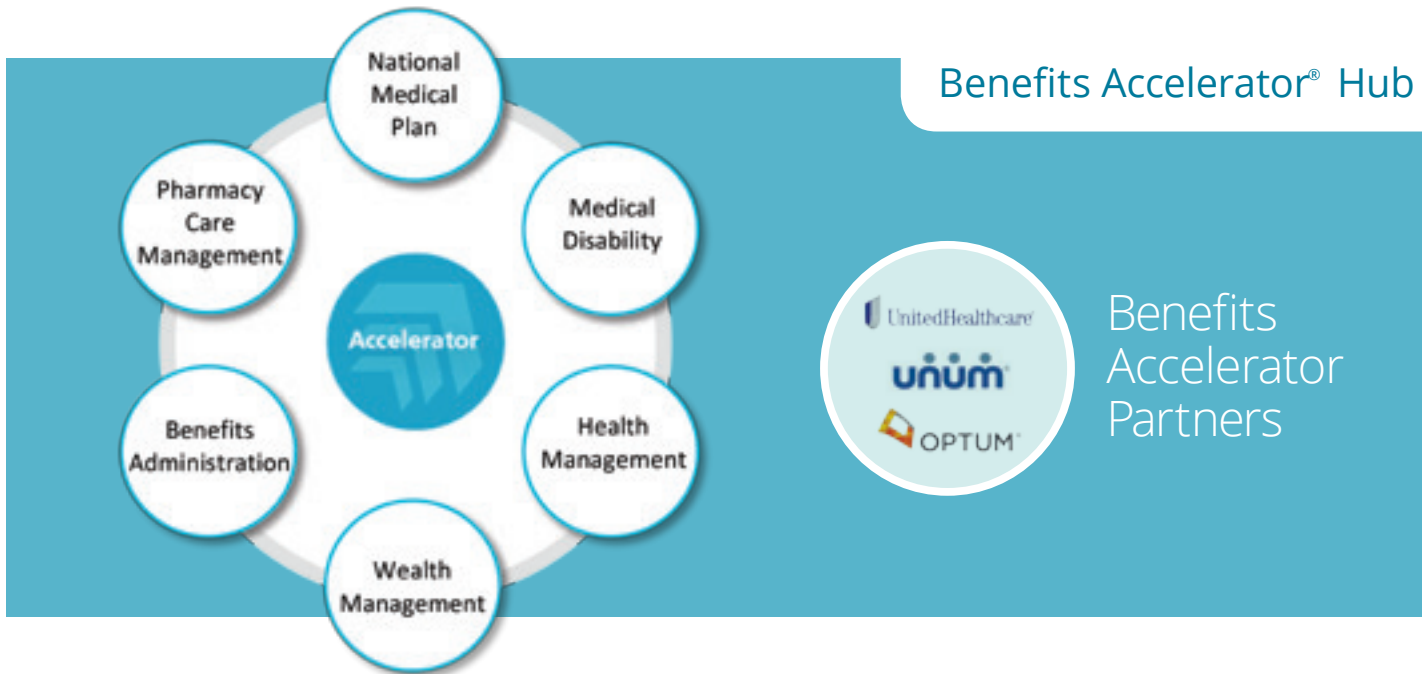 Benefits Accelerator® Hub
National
Medical
Plan
Medical
Disability
Health
Management
Wealth
Management
Benefits
Administration
Pharmacy
Care
Management
Accelerator
UnitedHealthcare®
unum®
OPTUM™
Benefits
Accelerator
Partners